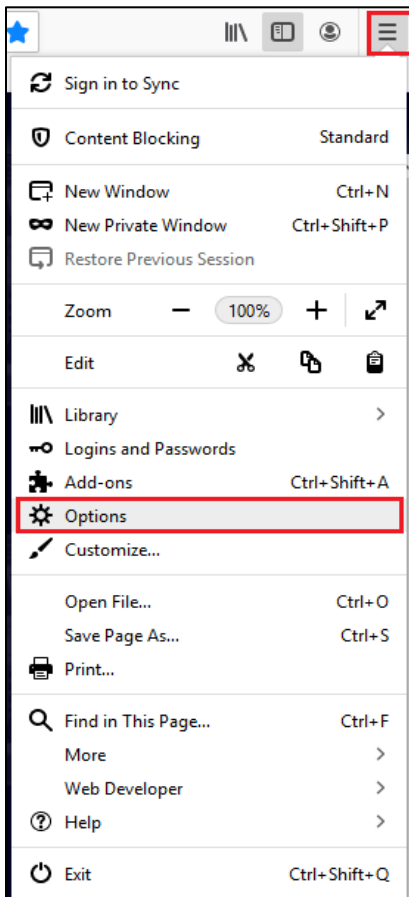 Sign in to Sync
Content Blocking Standard
New Window Ctrl+N
New Private Window Ctrl+Shift+P
Restore Previous Session
Zoom 100%
Edit
Library
Logins and Passwords
Add-ons Ctrl+Shift+A
Options
Customize...
Open File... Ctrl+O
Save Page As... Ctrl+S
Print...
Find in This Page... Ctrl+F
More
Web Developer
Help
Exit Ctrl+Shift+Q